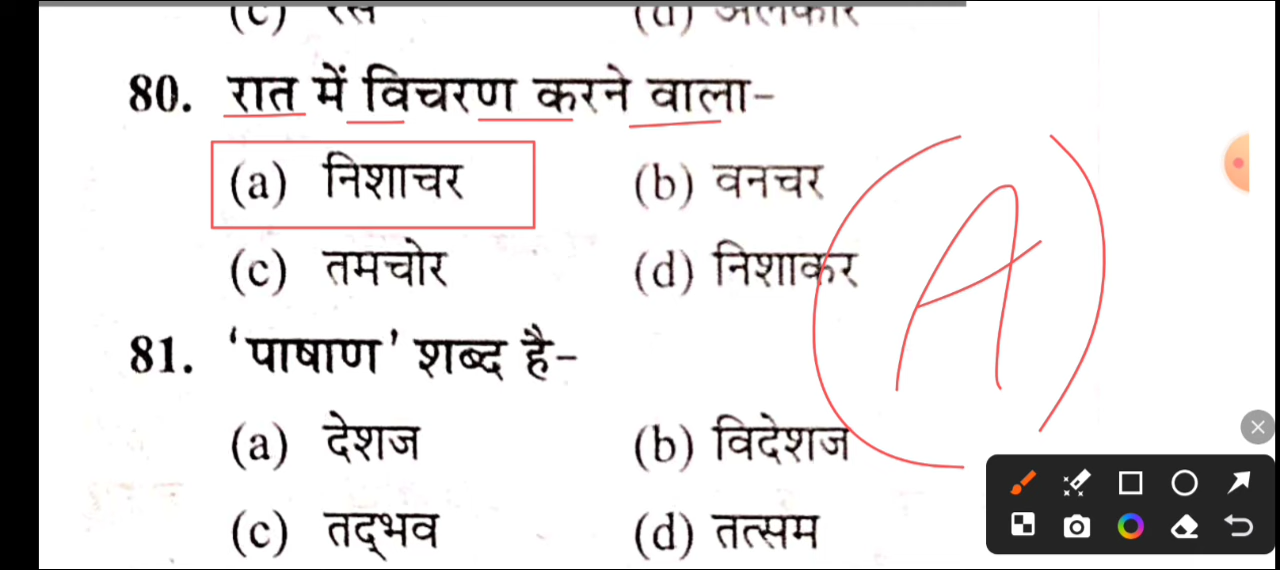 80. रात में विचरण करने वाला-
(a) निशाचर (b) वनचर
(c) तमचोर (d) निशाकर
81. 'पाषाण' शब्द है-
(a) देशज (b) विदेशज
(c) तद्भव (d) तत्सम
A